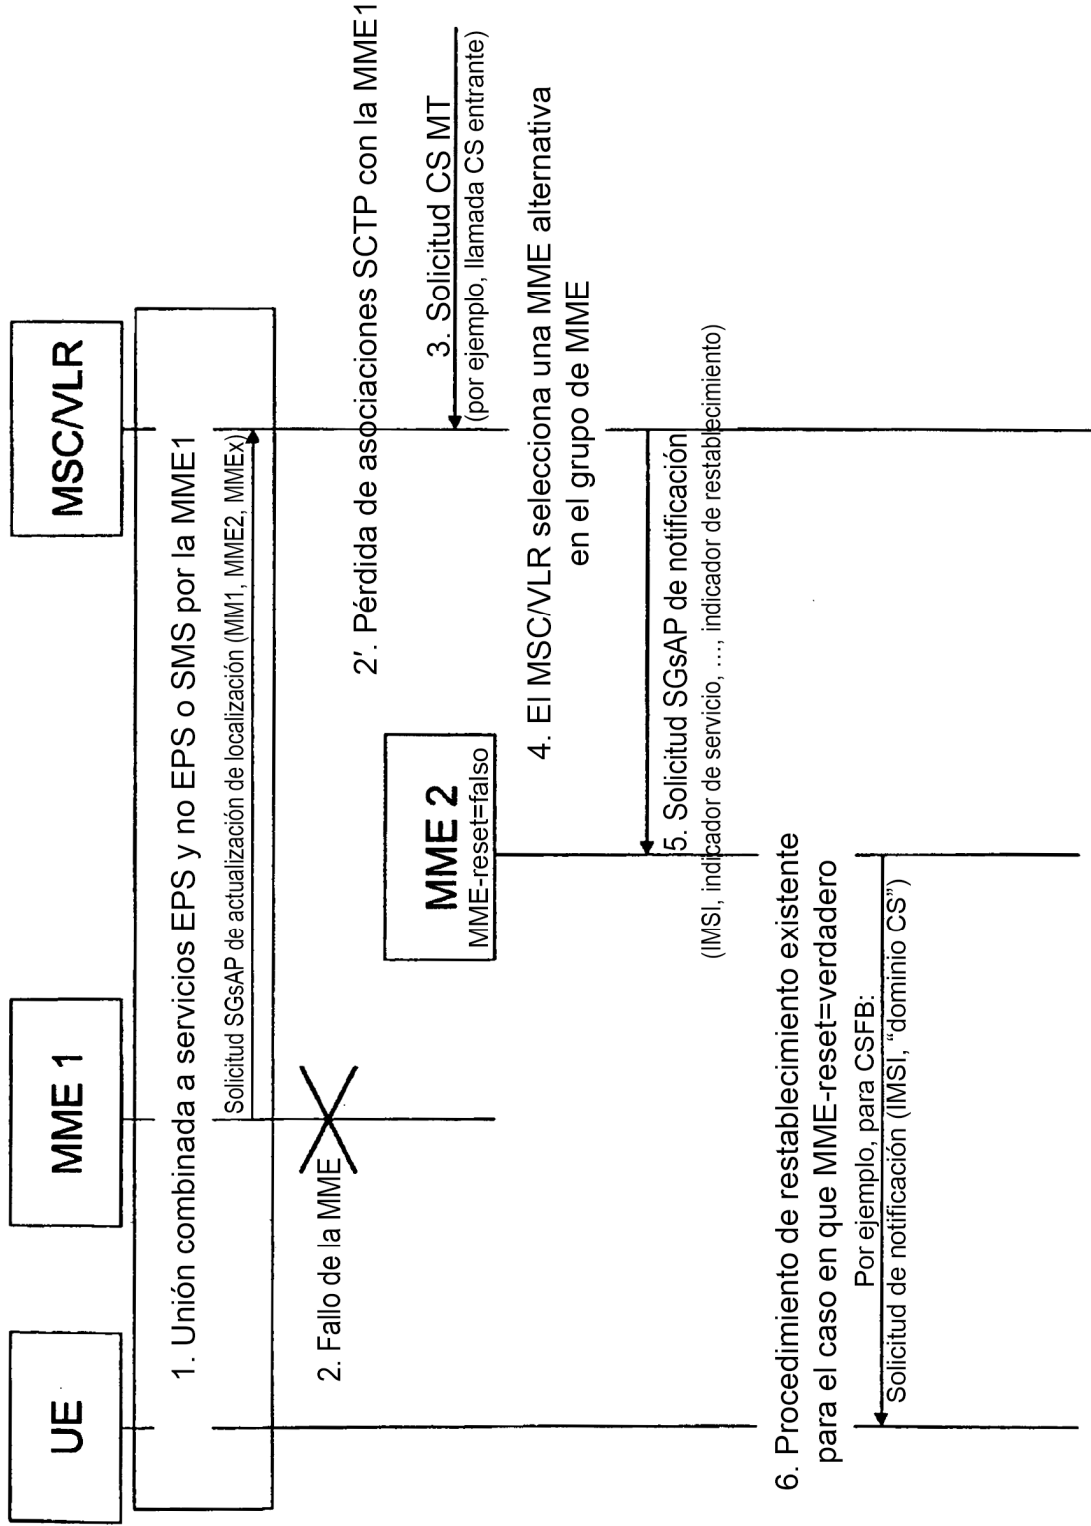 UE
MME 1
MSC/VLR
1. Unión combinada a servicios EPS y no EPS o SMS por la MME1
Solicitud SGsAP de actualización de localización (MM1, MME2, MMEx)
2. Fallo de la MME
2'. Pérdida de asociaciones SCTP con la MME1
MME 2
MME-reset=falso
3. Solicitud CS MT
(por ejemplo, llamada CS entrante)
4. El MSC/VLR selecciona una MME alternativa
en el grupo de MME
5. Solicitud SGsAP de notificación
(IMSI, indicador de servicio, …, indicador de restablecimiento)
6. Procedimiento de restablecimiento existente
para el caso en que MME-reset=verdadero
Por ejemplo, para CSFB:
Solicitud de notificación (IMSI, “dominio CS”)